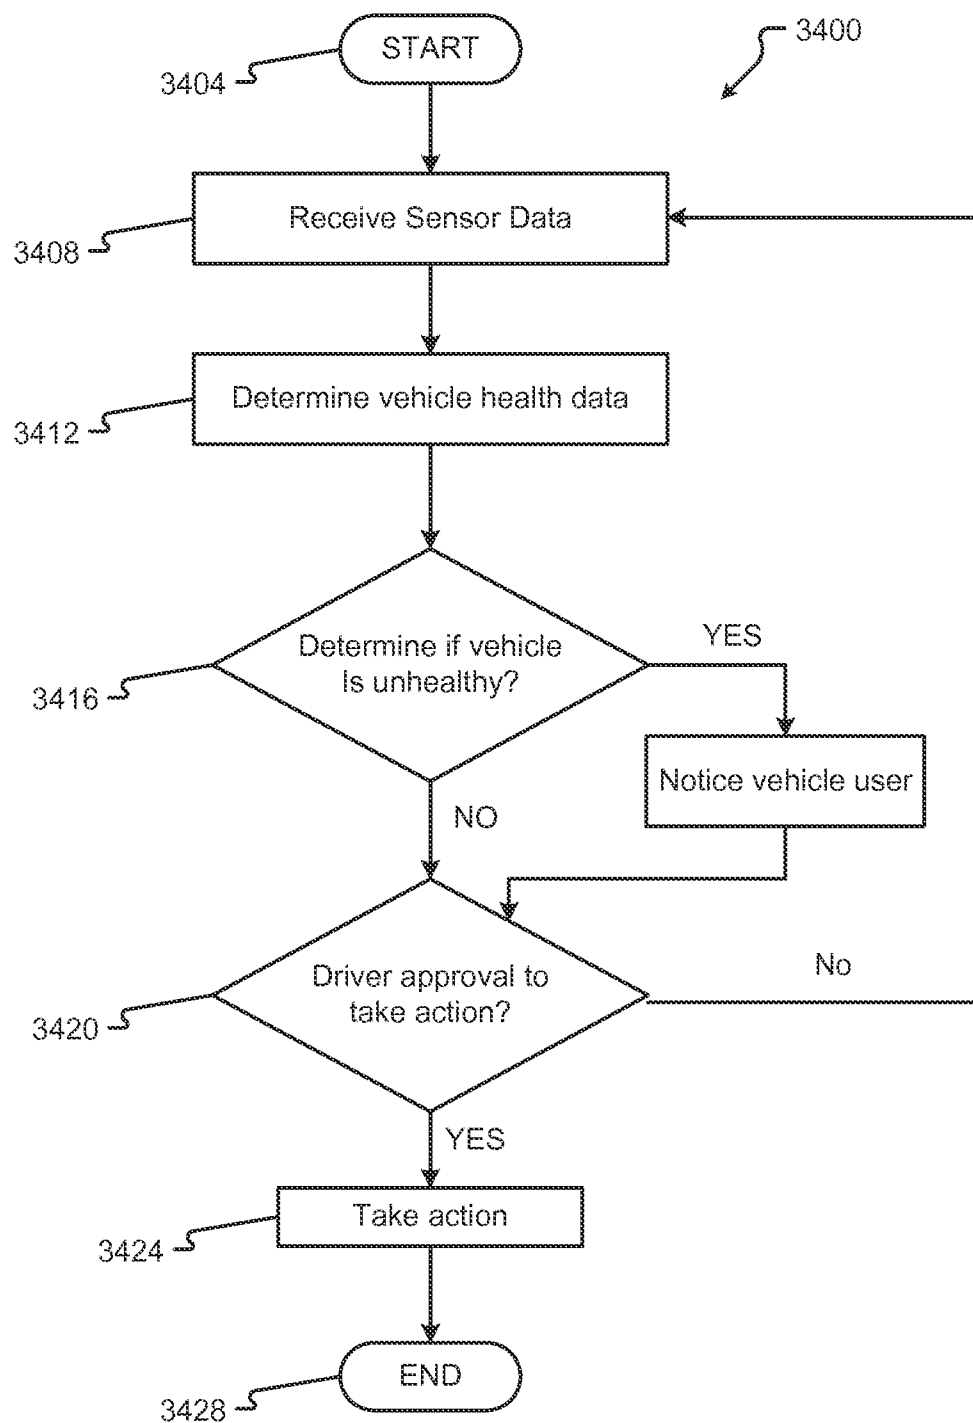 START
3404
3400
Receive Sensor Data
3408
Determine vehicle health data
3412
Determine if vehicle
Is unhealthy?
YES
3416
Notice vehicle user
NO
Driver approval to
take action?
No
3420
YES
Take action
3424
END
3428